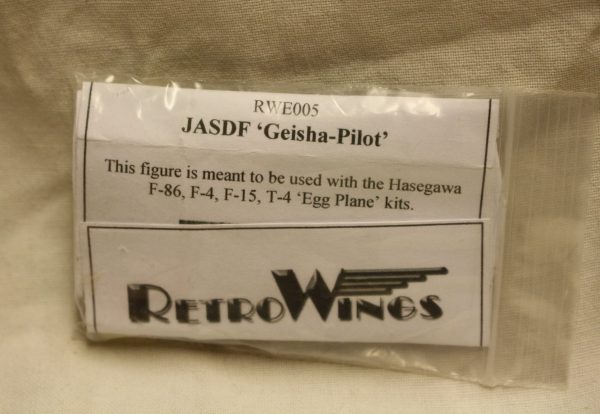 RWE005
JASDF ‘Geisha-Pilot’
This figure is meant to be used with the Hasegawa
F-86, F-4, F-15, T-4 ‘Egg Plane’ kits.
RETROWINGS